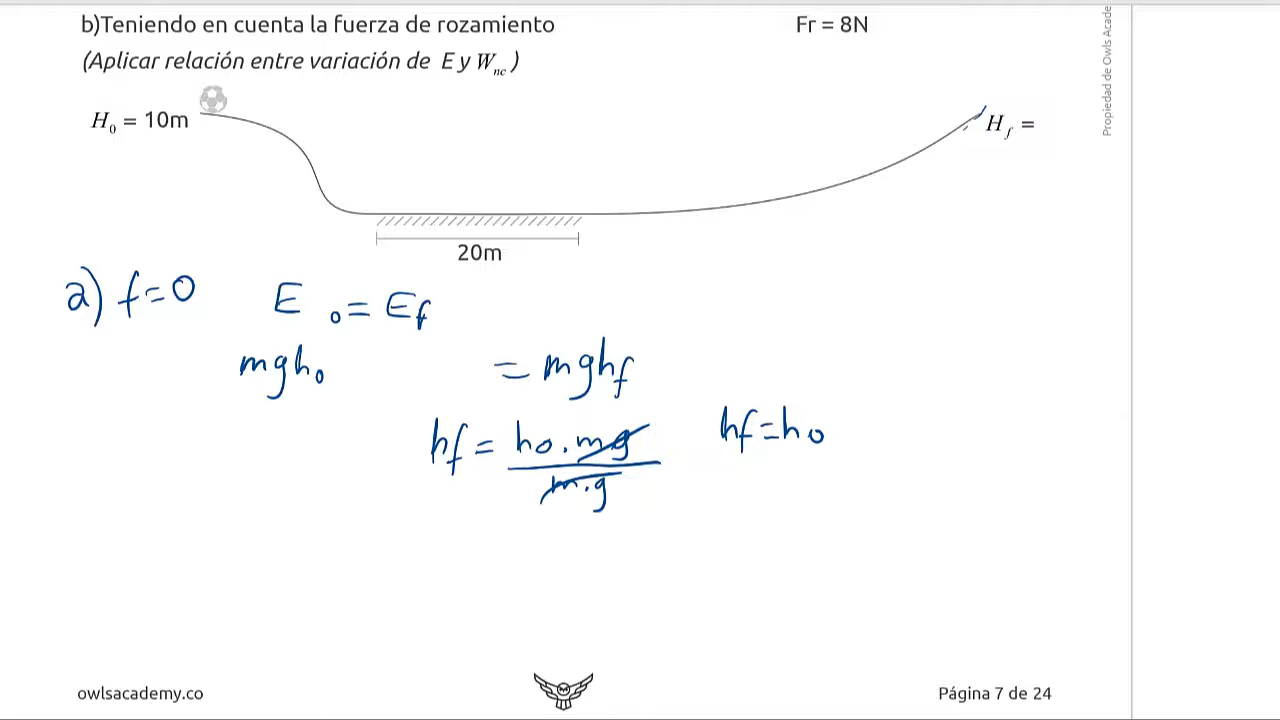 b)Teniendo en cuenta la fuerza de rozamiento Fr = 8N
(Aplicar relación entre variación de E y Wnc )
Propiedad de Owls Acade
H0 = 10m
Hf =
20m
a) f=0 E0 = Ef
mgh0 = mghf
hf = h0.mg / m.g hf=h0
owlsacademy.co
Página 7 de 24